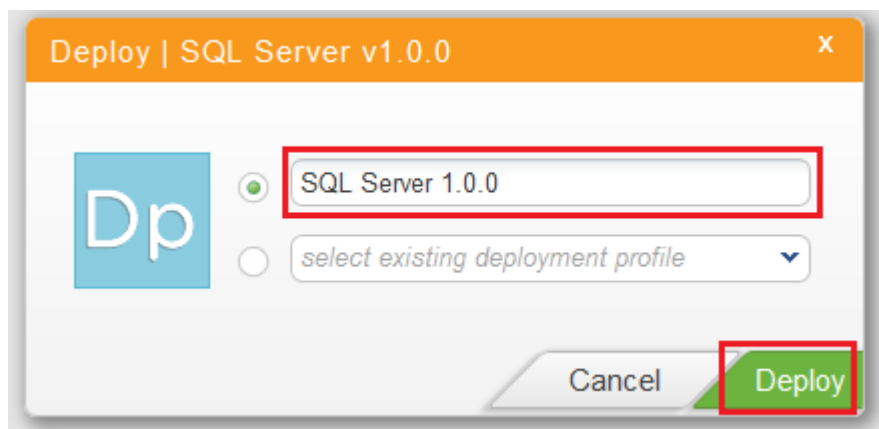 Deploy | SQL Server v1.0.0
x
Dp
SQL Server 1.0.0
select existing deployment profile
Cancel
Deploy